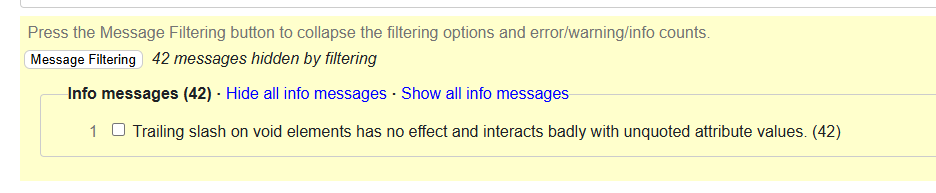 Press the Message Filtering button to collapse the filtering options and error/warning/info counts.
Message Filtering 42 messages hidden by filtering
Info messages (42) · Hide all info messages · Show all info messages
1 Trailing slash on void elements has no effect and interacts badly with unquoted attribute values. (42)